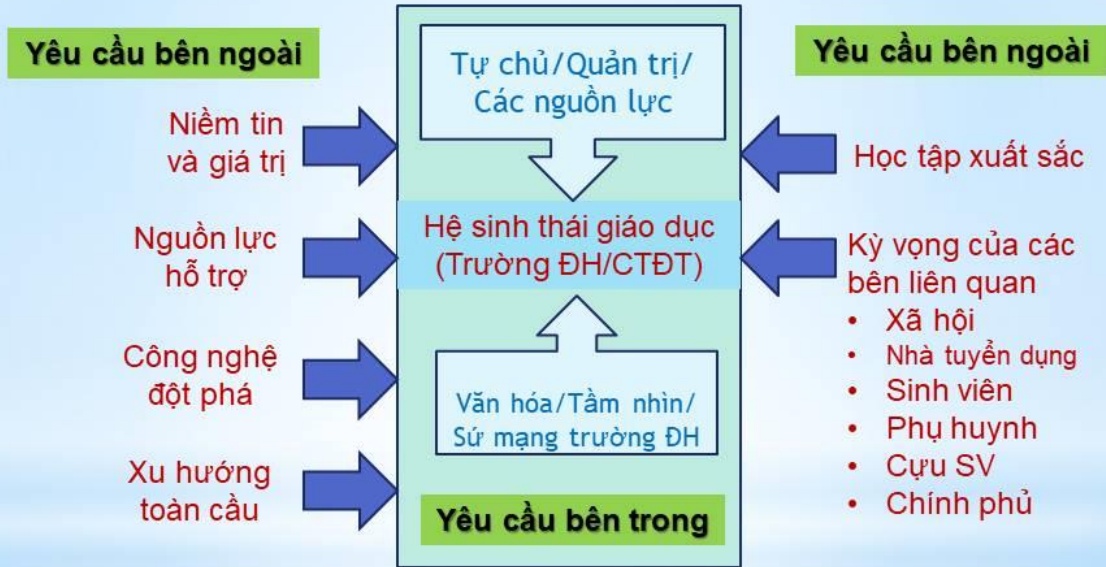 Yêu cầu bên ngoài
Niềm tin
và giá trị
Nguồn lực
hỗ trợ
Công nghệ
đột phá
Xu hướng
toàn cầu
Tự chủ/Quản trị/
Các nguồn lực
Hệ sinh thái giáo dục
(Trường ĐH/CTĐT)
Văn hóa/Tầm nhìn/
Sứ mạng trường ĐH
Yêu cầu bên trong
Yêu cầu bên ngoài
Học tập xuất sắc
Kỳ vọng của các
bên liên quan
• Xã hội
• Nhà tuyển dụng
• Sinh viên
• Phụ huynh
• Cựu SV
• Chính phủ